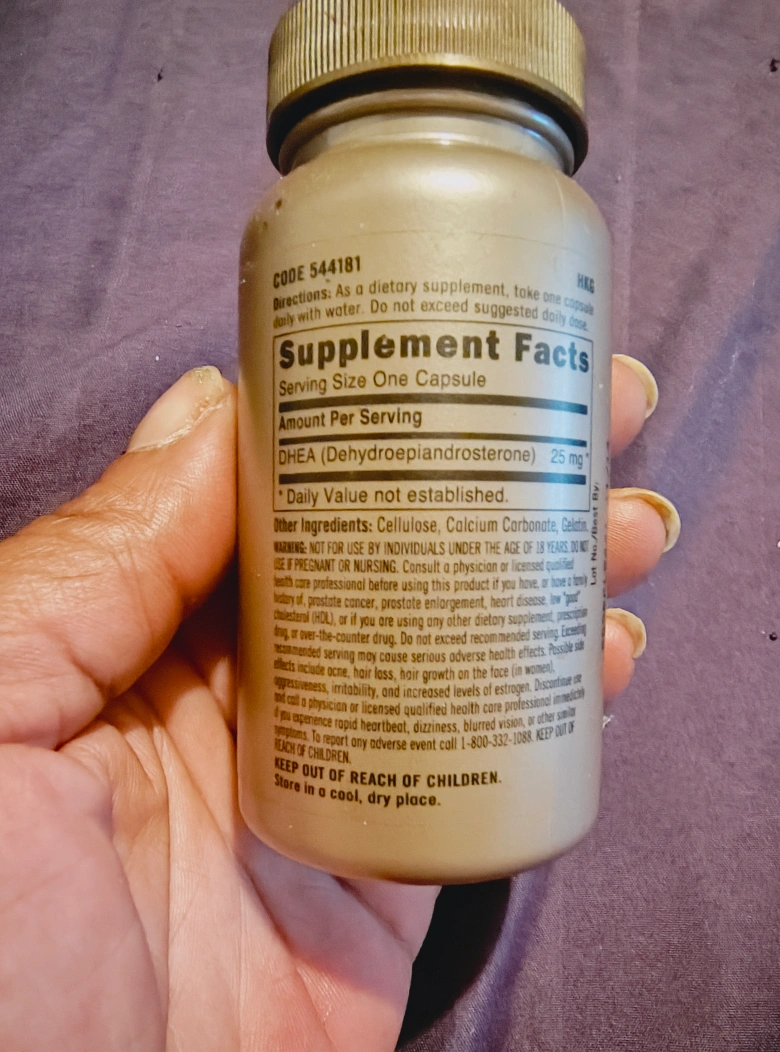 CODE 544181 HKG
Directions: As a dietary supplement, take one capsule
daily with water. Do not exceed suggested daily dose.
Supplement Facts
Serving Size One Capsule
Amount Per Serving
DHEA (Dehydroepiandrosterone) 25 mg*
* Daily Value not established.
Other Ingredients: Cellulose, Calcium Carbonate, Gelatin.
WARNING: NOT FOR USE BY INDIVIDUALS UNDER THE AGE OF 18 YEARS. DO NOT
USE IF PREGNANT OR NURSING. Consult a physician or licensed qualified
health care professional before using this product if you have, or have a family
history of, prostate cancer, prostate enlargement, heart disease, low "good"
cholesterol (HDL), or if you are using any other dietary supplement, prescription
drug, or over-the-counter drug. Do not exceed recommended serving. Exceeding
recommended serving may cause serious adverse health effects. Possible side
effects include acne, hair loss, hair growth on the face (in women),
aggressiveness, irritability, and increased levels of estrogen. Discontinue use
and call a physician or licensed qualified health care professional immediately
if you experience rapid heartbeat, dizziness, blurred vision, or other similar
symptoms. To report any adverse event call 1-800-332-1088. KEEP OUT OF
REACH OF CHILDREN.
KEEP OUT OF REACH OF CHILDREN.
Store in a cool, dry place.
Lot No./Best By: